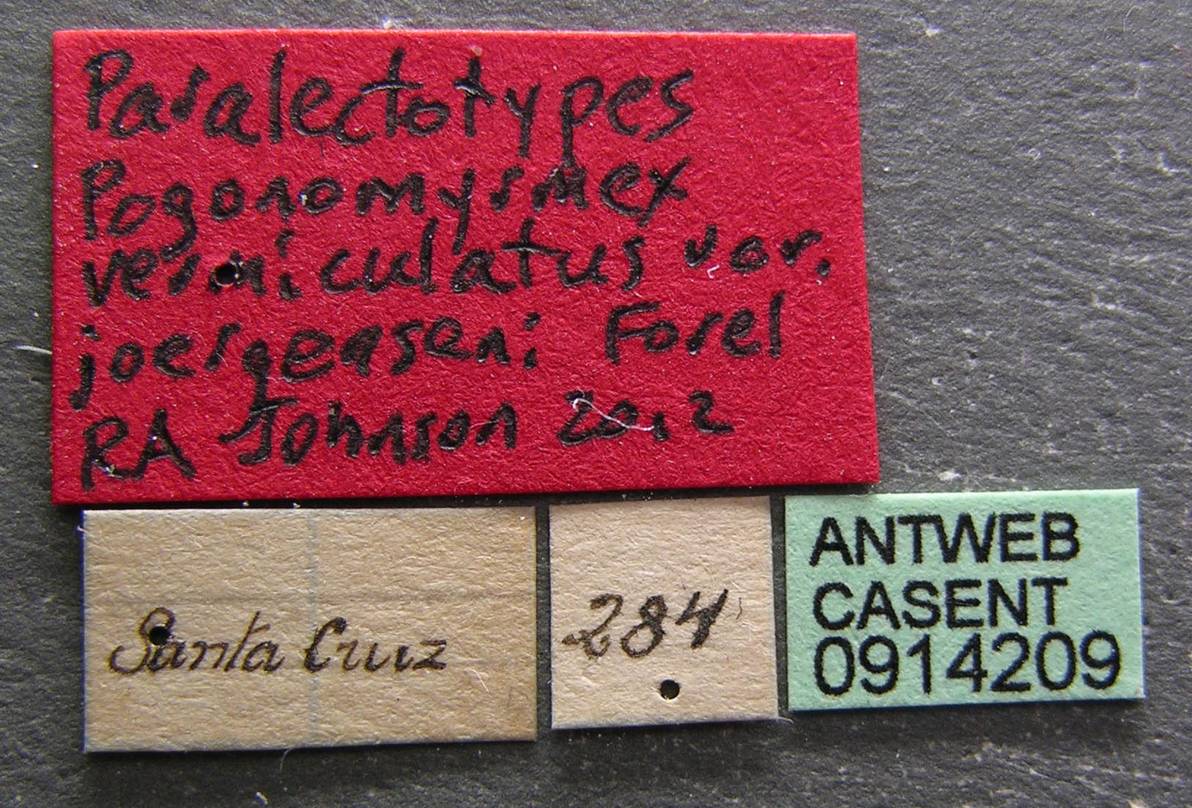 Paralectotypes
Pogonomyrmex
vermiculatus var.
joergenseni Forel
RA Johnson 2012
Santa Cruz
284
ANTWEB
CASENT
0914209